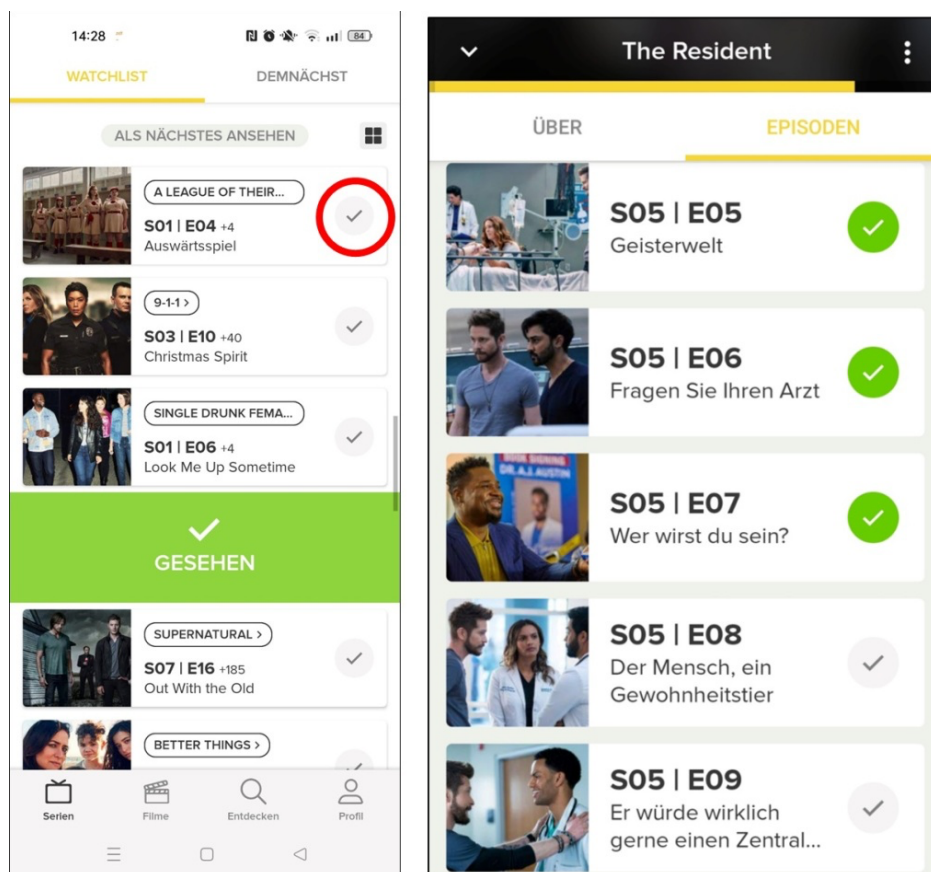 14:28
84
WATCHLIST
DEMNÄCHST
ALS NÄCHSTES ANSEHEN
A LEAGUE OF THEIR...
S01 | E04 +4
Auswärtsspiel
9-1-1 >
S03 | E10 +40
Christmas Spirit
SINGLE DRUNK FEMA...
S01 | E06 +4
Look Me Up Sometime
GESEHEN
SUPERNATURAL >
S07 | E16 +185
Out With the Old
BETTER THINGS >
Serien
Filme
Entdecken
Profil
The Resident
ÜBER
EPISODEN
S05 | E05
Geisterwelt
S05 | E06
Fragen Sie Ihren Arzt
BOOK SIGNING
DR. A.J. AUSTIN
S05 | E07
Wer wirst du sein?
S05 | E08
Der Mensch, ein
Gewohnheitstier
S05 | E09
Er würde wirklich
gerne einen Zentral...